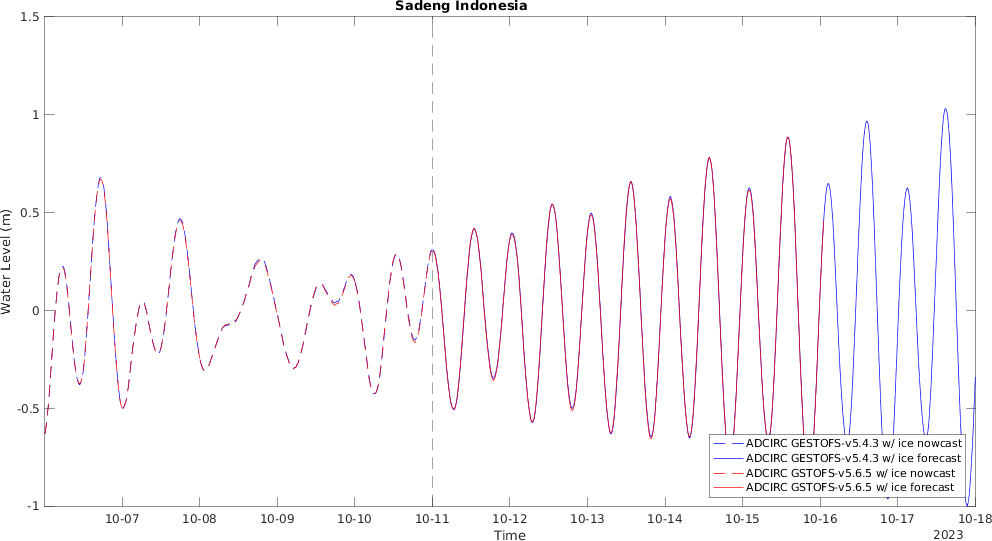 Sadeng Indonesia
1.5
1
0.5
0
-0.5
-1
Water Level (m)
ADCIRC GESTOFS-v5.4.3 w/ ice nowcast
ADCIRC GESTOFS-v5.4.3 w/ ice forecast
ADCIRC GSTOFS-v5.6.5 w/ ice nowcast
ADCIRC GSTOFS-v5.6.5 w/ ice forecast
10-07 10-08 10-09 10-10 10-11 10-12 10-13 10-14 10-15 10-16 10-17 10-18
Time
2023